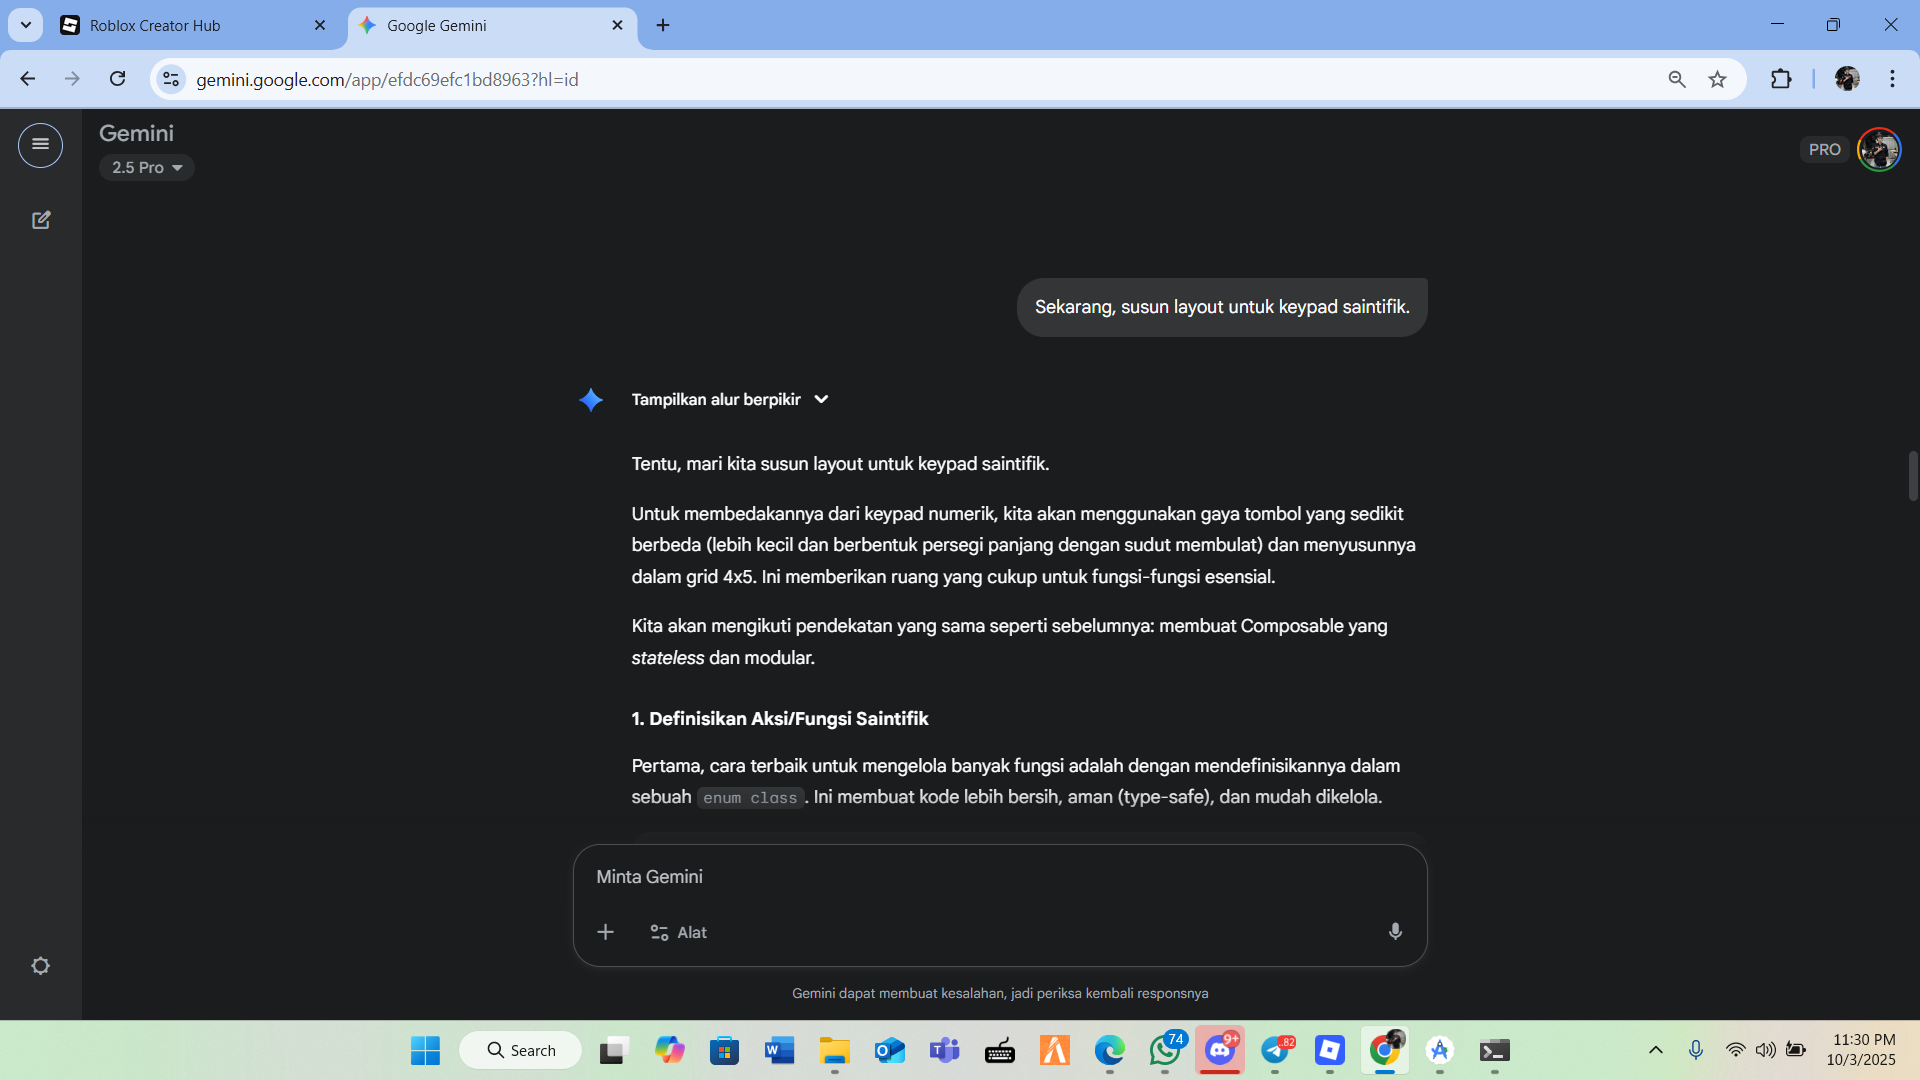 Roblox Creator Hub
Google Gemini
gemini.google.com/app/efdc69efc1bd8963?hl=id
Gemini
2.5 Pro
PRO
Sekarang, susun layout untuk keypad saintifik.
Tampilkan alur berpikir
Tentu, mari kita susun layout untuk keypad saintifik.
Untuk membedakannya dari keypad numerik, kita akan menggunakan gaya tombol yang sedikit
berbeda (lebih kecil dan berbentuk persegi panjang dengan sudut membulat) dan menyusunnya
dalam grid 4x5. Ini memberikan ruang yang cukup untuk fungsi-fungsi esensial.
Kita akan mengikuti pendekatan yang sama seperti sebelumnya: membuat Composable yang
stateless dan modular.
1. Definisikan Aksi/Fungsi Saintifik
Pertama, cara terbaik untuk mengelola banyak fungsi adalah dengan mendefinisikannya dalam
sebuah enum class. Ini membuat kode lebih bersih, aman (type-safe), dan mudah dikelola.
Minta Gemini
Alat
Gemini dapat membuat kesalahan, jadi periksa kembali responsnya
Search
74
9+
82
11:30 PM
10/3/2025